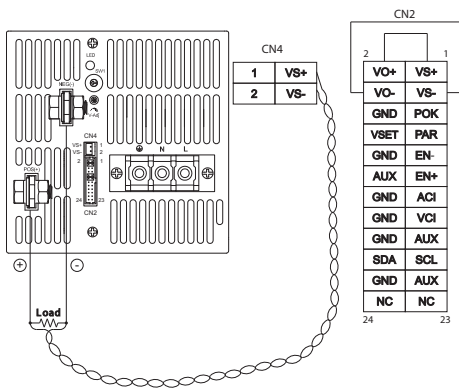 LED
SW1
NEG(-)
V-Adj
CN4
VS+ 1
VS- 2
2 1
N L
POS(+)
24 23
CN2
+ -
Load
CN4
1 VS+
2 VS-
CN2
2 1
VO+ VS+
VO- VS-
GND POK
VSET PAR
GND EN-
AUX EN+
GND ACI
GND VCI
GND AUX
SDA SCL
GND AUX
NC NC
24 23